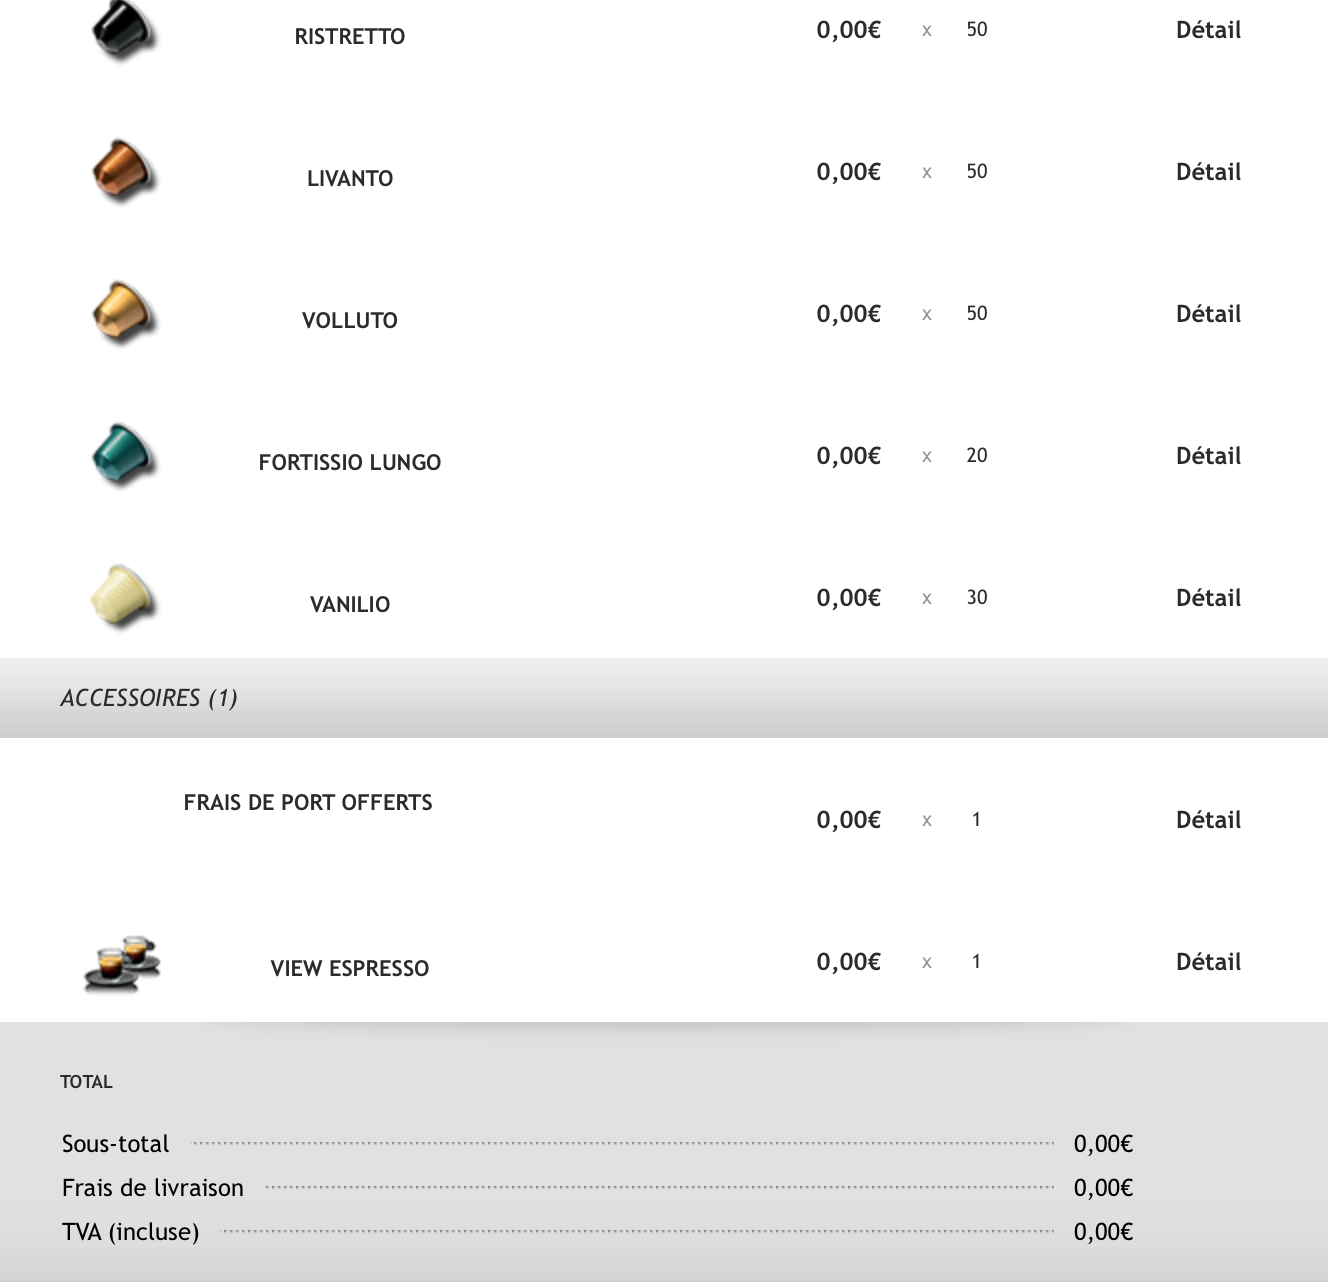 RISTRETTO 0,00€ x 50 Détail
LIVANTO 0,00€ x 50 Détail
VOLLUTO 0,00€ x 50 Détail
FORTISSIO LUNGO 0,00€ x 20 Détail
VANILIO 0,00€ x 30 Détail
ACCESSOIRES (1)
FRAIS DE PORT OFFERTS 0,00€ x 1 Détail
VIEW ESPRESSO 0,00€ x 1 Détail
TOTAL
Sous-total 0,00€
Frais de livraison 0,00€
TVA (incluse) 0,00€